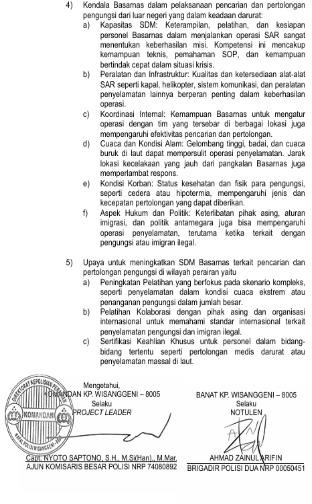 4) Kendala Basarnas dalam pelaksanaan pencarian dan pertolongan
pengungsi dari luar negeri yang dalam keadaan darurat:
a) Kapasitas SDM: Keterampilan, pelatihan, dan kesiapan
personel Basarnas dalam menjalankan operasi SAR sangat
menentukan keberhasilan misi. Kompetensi ini mencakup
kemampuan teknis, pemahaman SOP, dan kemampuan
bertindak cepat dalam situasi krisis.
b) Peralatan dan Infrastruktur: Kualitas dan ketersediaan alat-alat
SAR seperti kapal, helikopter, sistem komunikasi, dan peralatan
penyelamatan lainnya berperan penting dalam keberhasilan
operasi.
c) Koordinasi Internal: Kemampuan Basarnas untuk mengatur
operasi dengan tim yang tersebar di berbagai lokasi juga
mempengaruhi efektivitas pencarian dan pertolongan.
d) Cuaca dan Kondisi Alam: Gelombang tinggi, badai, dan cuaca
buruk di laut dapat mempersulit operasi penyelamatan. Jarak
lokasi kecelakaan yang jauh dari pangkalan Basarnas juga
memperlambat respons.
e) Kondisi Korban: Status kesehatan dan fisik para pengungsi,
seperti cedera atau hipotermia, mempengaruhi jenis dan
kecepatan pertolongan yang dapat diberikan.
f) Aspek Hukum dan Politik: Keterlibatan pihak asing, aturan
imigrasi, dan politik antarnegara juga bisa mempengaruhi
operasi penyelamatan, terutama ketika terkait dengan
pengungsi atau imigran ilegal.
5) Upaya untuk meningkatkan SDM Basarnas terkait pencarian dan
pertolongan pengungsi di wilayah perairan yaitu
a) Peningkatan Pelatihan yang berfokus pada skenario kompleks,
seperti penyelamatan dalam kondisi cuaca ekstrem atau
penanganan pengungsi dalam jumlah besar.
b) Pelatihan Kolaborasi dengan pihak asing dan organisasi
internasional untuk memahami standar internasional terkait
penyelamatan pengungsi dan imigran ilegal.
c) Sertifikasi Keahlian Khusus untuk personel dalam bidang-
bidang tertentu seperti pertolongan medis darurat atau
penyelamatan massal di laut.
Mengetahui,
KOMANDAN KP. WISANGGENI – 8005
Selaku
PROJECT LEADER
BANAT KP. WISANGGENI – 8005
Selaku
NOTULEN
KOMANDAN
Capt. NYOTO SAPTONO, S.H., M.Si(Han)., M.Mar,
AJUN KOMISARIS BESAR POLISI NRP 74080892
AHMAD ZAINUL ARIFIN
BRIGADIR POLISI DUA NRP 00050451